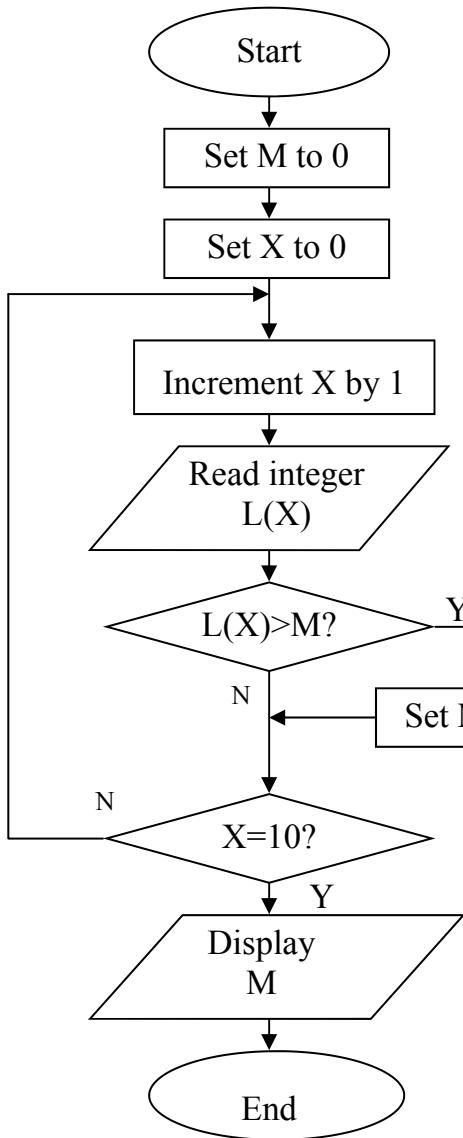 Start
Set M to 0
Set X to 0
Increment X by 1
Read integer
L(X)
L(X)>M?
Y
N
Set
N
X=10?
Y
Display
M
End